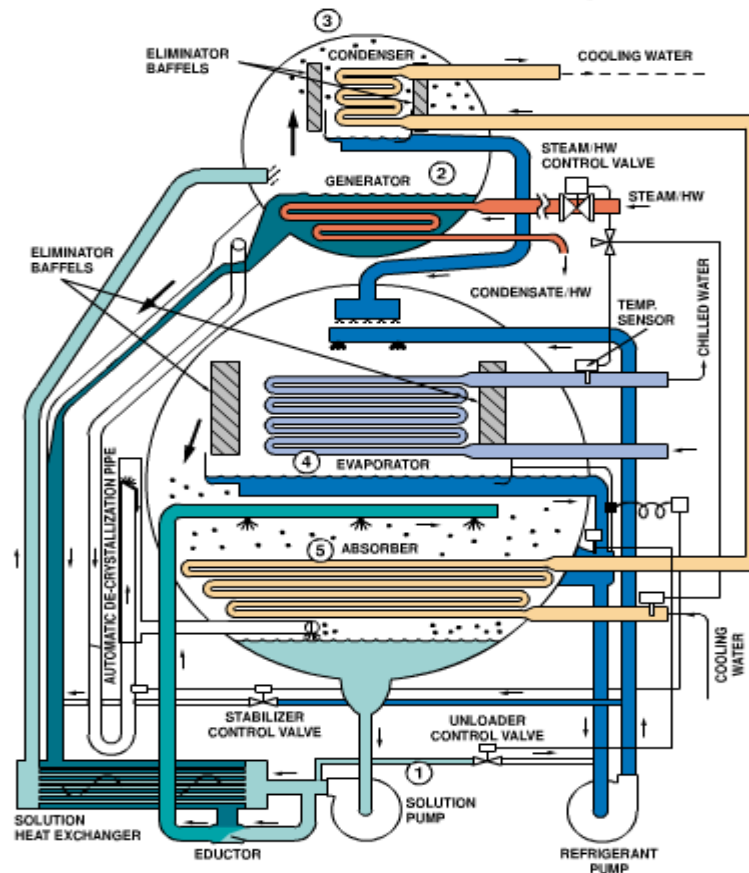 3
CONDENSER
ELIMINATOR
BAFFELS
COOLING WATER
STEAM/HW
CONTROL VALVE
2
GENERATOR
STEAM/HW
ELIMINATOR
BAFFELS
CONDENSATE/HW
TEMP.
SENSOR
CHILLED WATER
4
EVAPORATOR
AUTOMATIC DE-CRYSTALLIZATION PIPE
5
ABSORBER
COOLING
WATER
STABILIZER
CONTROL VALVE
UNLOADER
CONTROL VALVE
1
SOLUTION
PUMP
SOLUTION
HEAT EXCHANGER
EDUCTOR
REFRIGERANT
PUMP